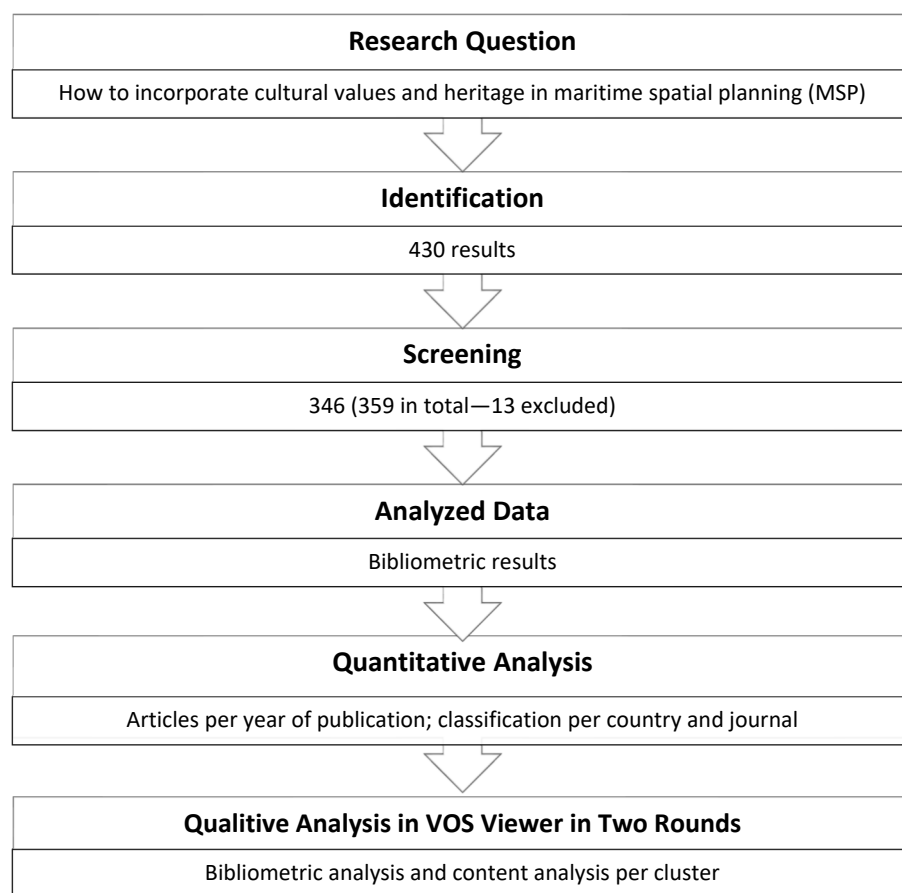 Research Question
How to incorporate cultural values and heritage in maritime spatial planning (MSP)
Identification
430 results
Screening
346 (359 in total—13 excluded)
Analyzed Data
Bibliometric results
Quantitative Analysis
Articles per year of publication; classification per country and journal
Qualitive Analysis in VOS Viewer in Two Rounds
Bibliometric analysis and content analysis per cluster